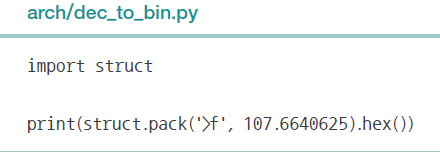 arch/dec_to_bin.py
import struct
print(struct.pack('>f', 107.6640625).hex())